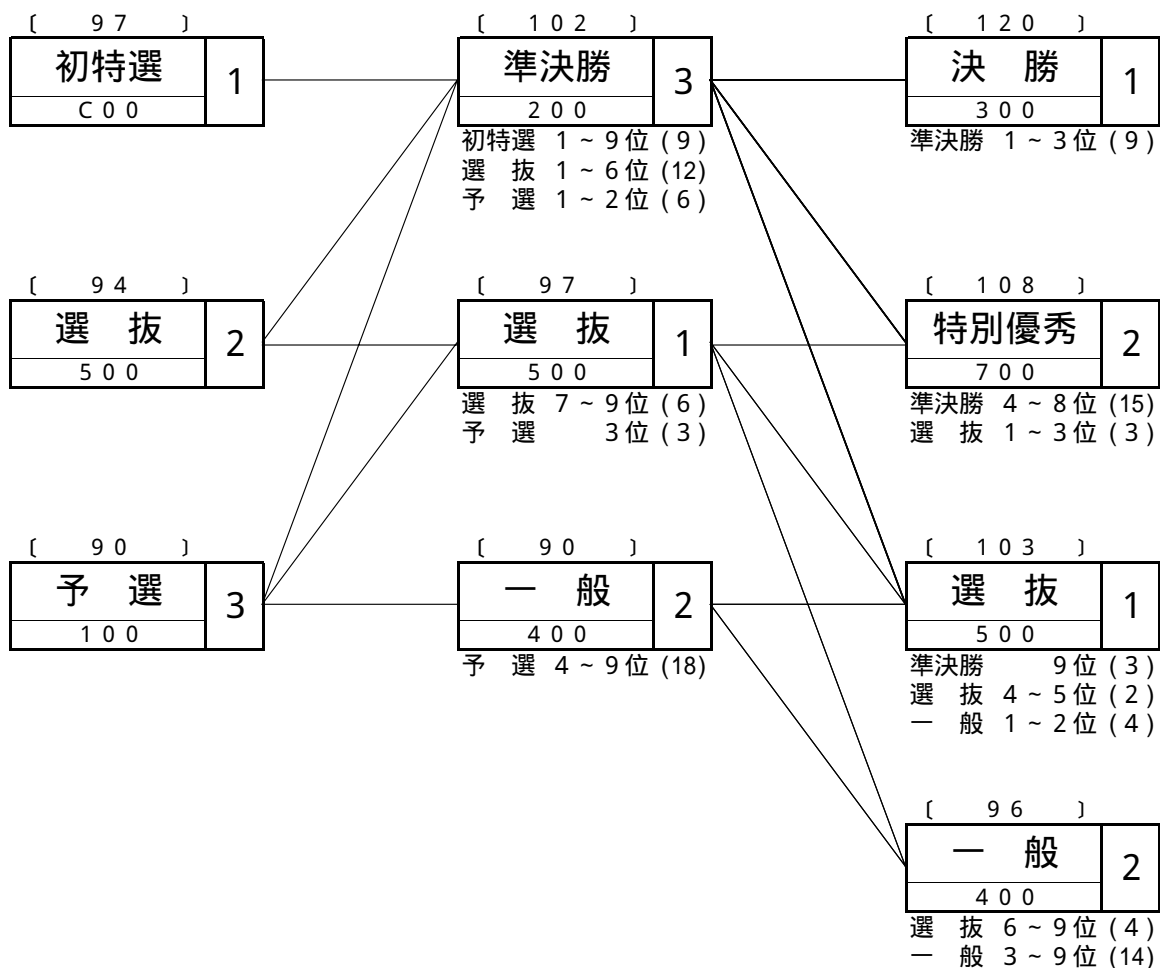 〔 97 〕
初特選 1
C00
〔 94 〕
選 抜 2
500
〔 90 〕
予 選 3
100
〔 102 〕
準決勝 3
200
初特選 1~9位(9)
選 抜 1~6位(12)
予 選 1~2位(6)
〔 97 〕
選 抜 1
500
選 抜 7~9位(6)
予 選 3位(3)
〔 90 〕
一 般 2
400
予 選 4~9位(18)
〔 120 〕
決 勝 1
300
準決勝 1~3位(9)
〔 108 〕
特別優秀 2
700
準決勝 4~8位(15)
選 抜 1~3位(3)
〔 103 〕
選 抜 1
500
準決勝 9位(3)
選 抜 4~5位(2)
一 般 1~2位(4)
〔 96 〕
一 般 2
400
選 抜 6~9位(4)
一 般 3~9位(14)